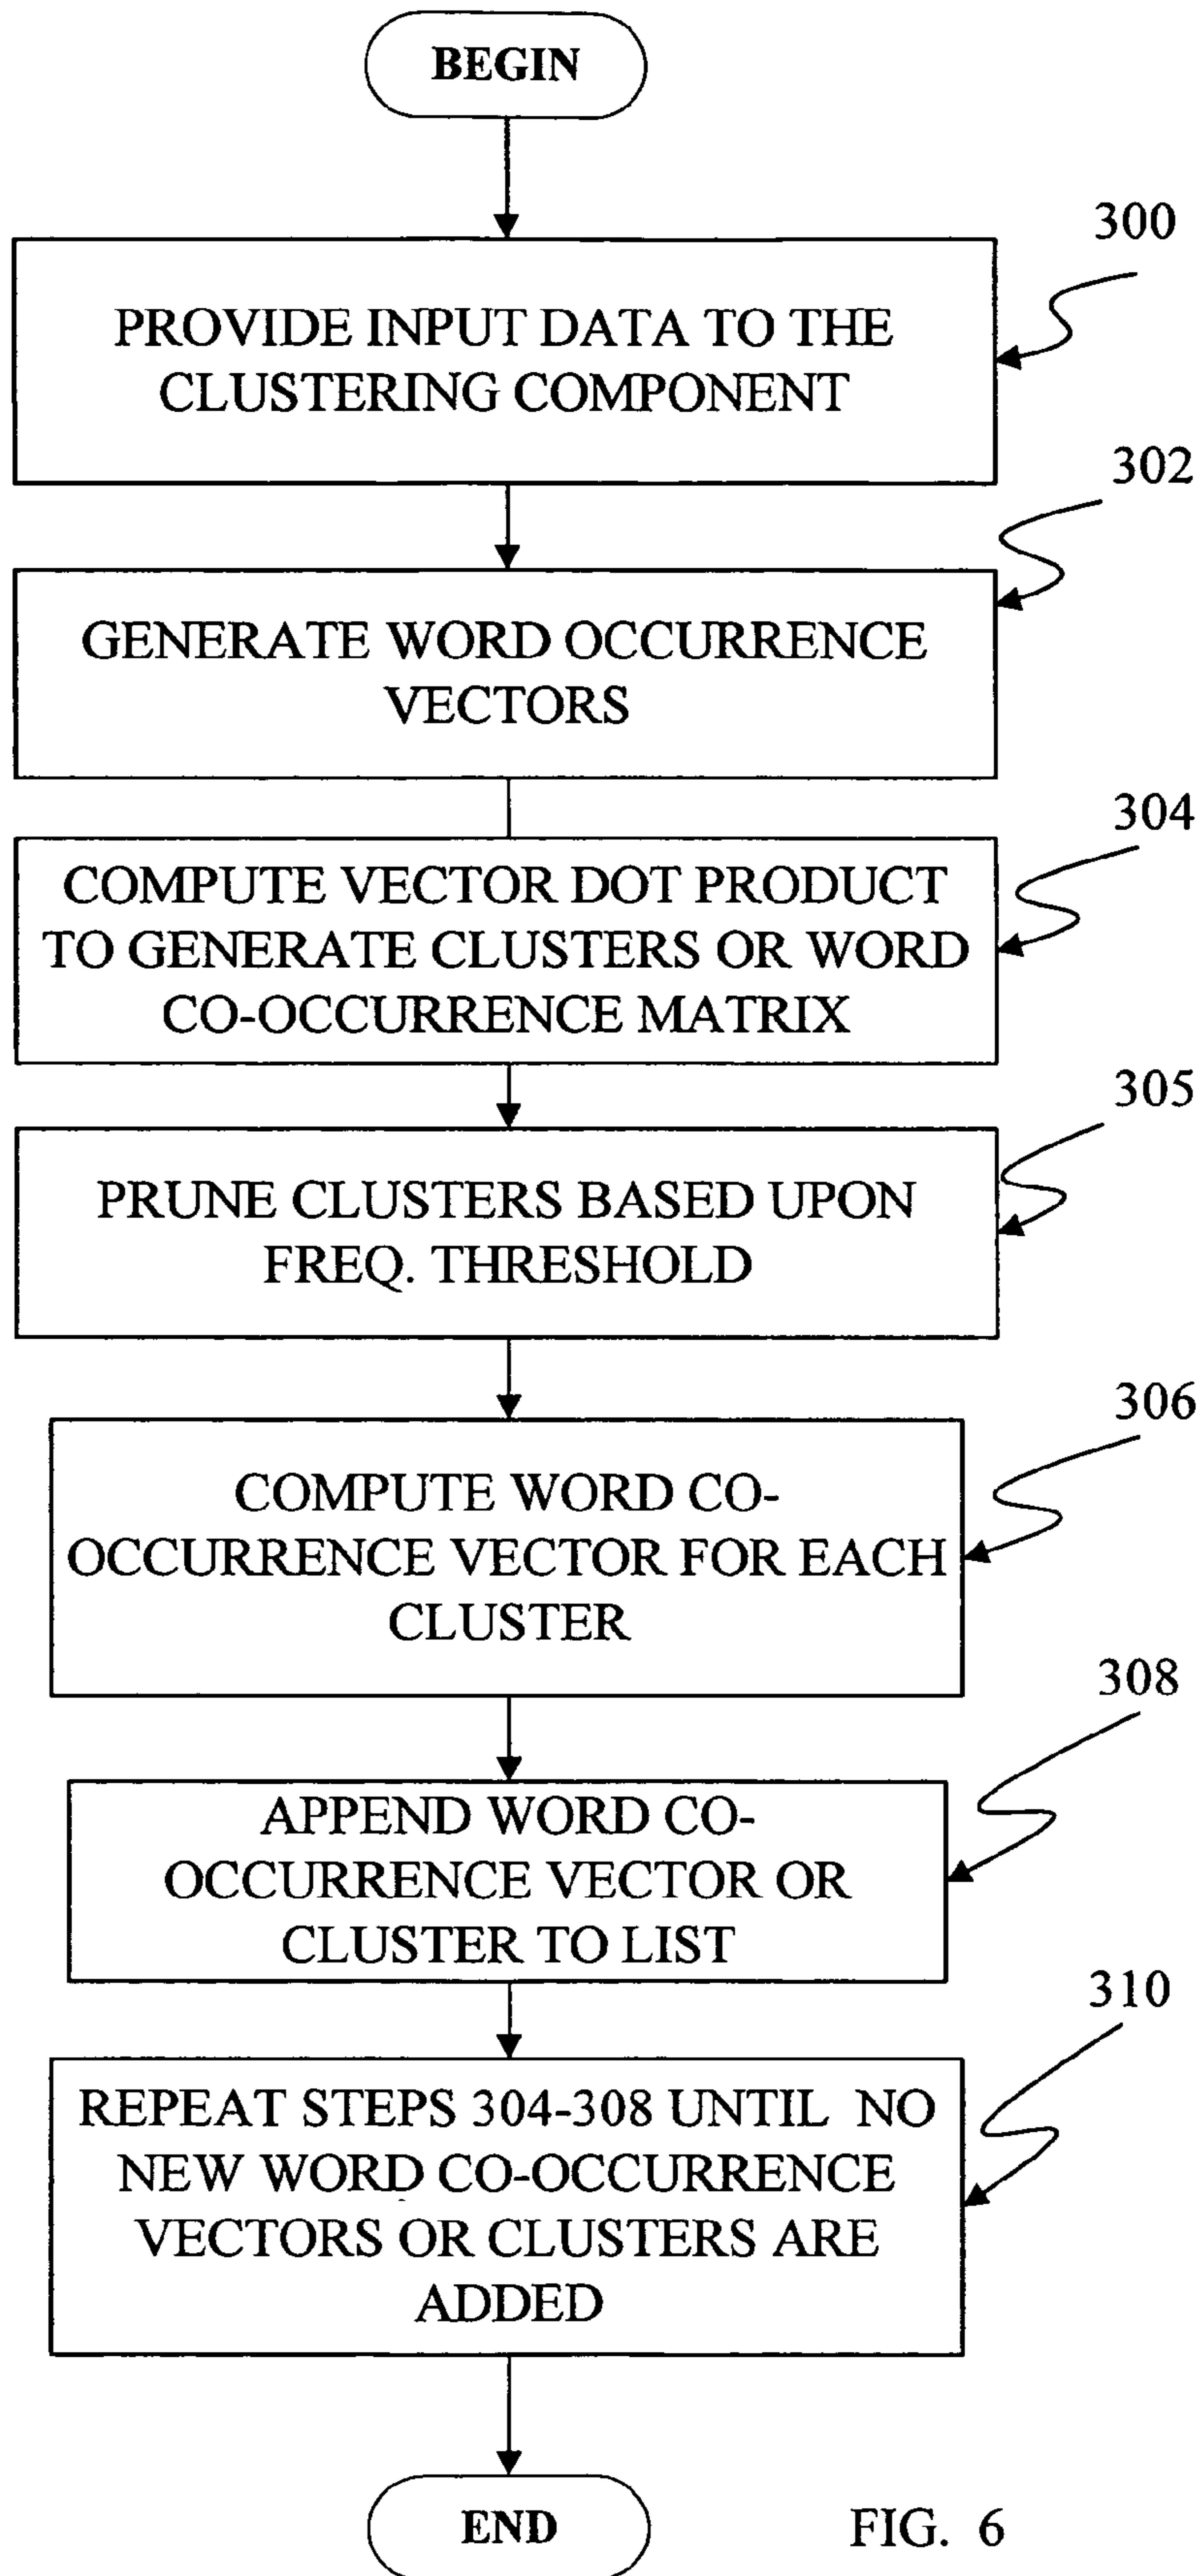 BEGIN
300
PROVIDE INPUT DATA TO THE
CLUSTERING COMPONENT
302
GENERATE WORD OCCURRENCE
VECTORS
304
COMPUTE VECTOR DOT PRODUCT
TO GENERATE CLUSTERS OR WORD
CO-OCCURRENCE MATRIX
305
PRUNE CLUSTERS BASED UPON
FREQ. THRESHOLD
306
COMPUTE WORD CO-
OCCURRENCE VECTOR FOR EACH
CLUSTER
308
APPEND WORD CO-
OCCURRENCE VECTOR OR
CLUSTER TO LIST
310
REPEAT STEPS 304-308 UNTIL NO
NEW WORD CO-OCCURRENCE
VECTORS OR CLUSTERS ARE
ADDED
END
FIG. 6